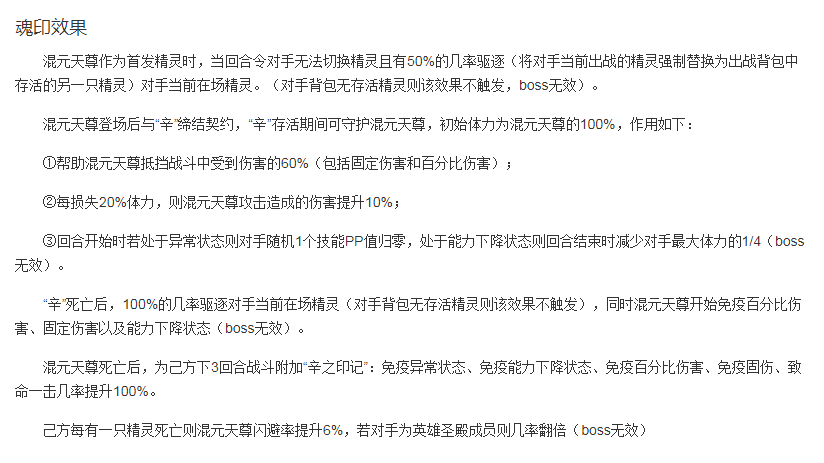 魂印效果
混元天尊作为首发精灵时，当回合令对手无法切换精灵且有50%的几率驱逐（将对手当前出战的精灵强制替换为出战背包中
存活的另一只精灵）对手当前在场精灵。（对手背包无存活精灵则该效果不触发，boss无效）。
混元天尊登场后与“辛”缔结契约，“辛”存活期间可守护混元天尊，初始体力为混元天尊的100%，作用如下：
①帮助混元天尊抵挡战斗中受到伤害的60%（包括固定伤害和百分比伤害）；
②每损失20%体力，则混元天尊攻击造成的伤害提升10%；
③回合开始时若处于异常状态则对手随机1个技能PP值归零，处于能力下降状态则回合结束时减少对手最大体力的1/4（boss
无效）。
“辛”死亡后，100%的几率驱逐对手当前在场精灵（对手背包无存活精灵则该效果不触发），同时混元天尊开始免疫百分比伤
害、固定伤害以及能力下降状态（boss无效）。
混元天尊死亡后，为己方下3回合战斗附加“辛之印记”：免疫异常状态、免疫能力下降状态、免疫百分比伤害、免疫固伤、致
命一击几率提升100%。
己方每有一只精灵死亡则混元天尊闪避率提升6%，若对手为英雄圣殿成员则几率翻倍（boss无效）